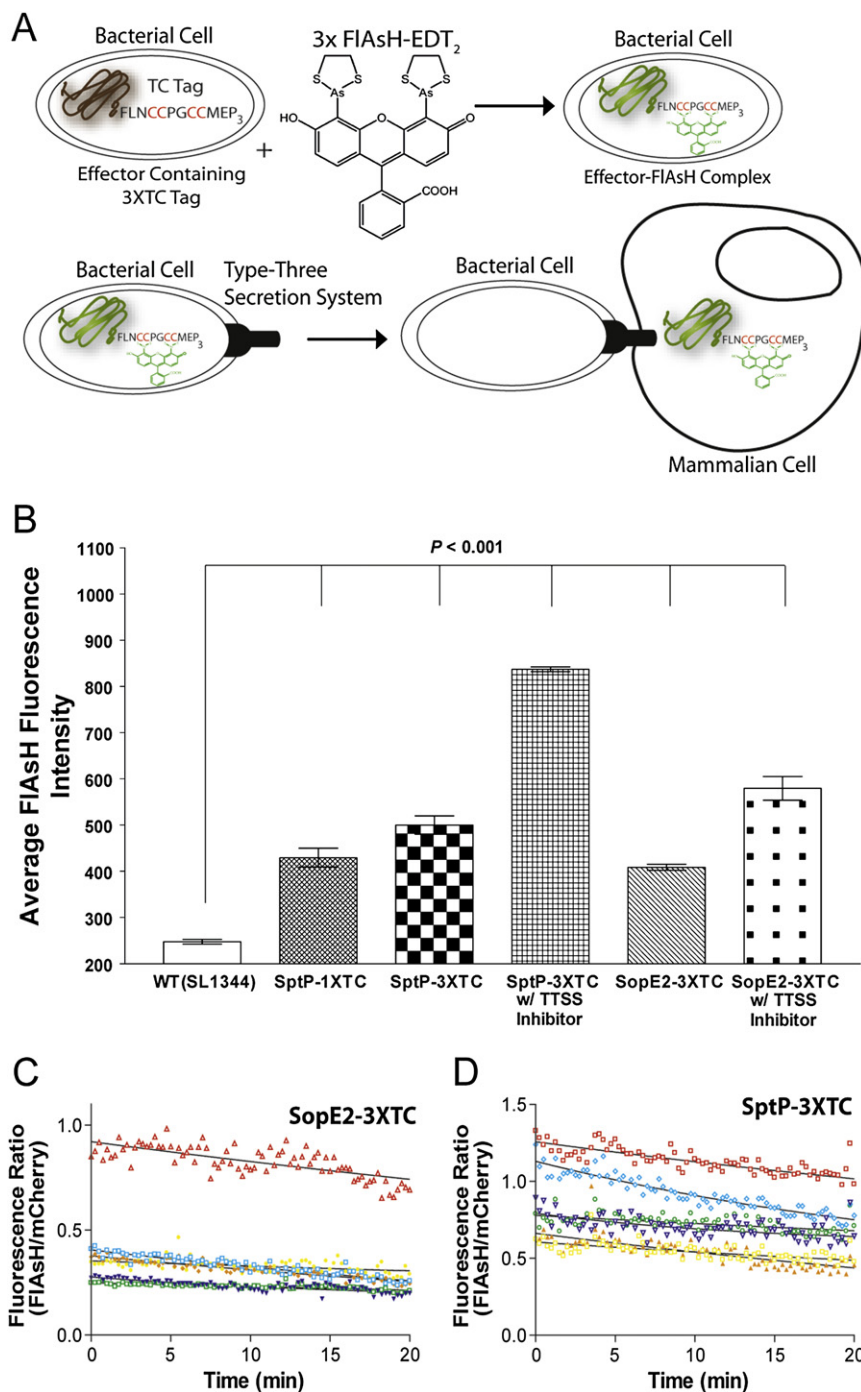 A
Bacterial Cell
TC Tag
FLNCCPGCCMEP3
Effector Containing
3XTC Tag
+
3x FlAsH-EDT2
S
S
S
S
As
As
HO
O
O
COOH
Bacterial Cell
FLNCCPGCCMEP3
Effector-FlAsH Complex
Bacterial Cell
FLNCCPGCCMEP3
Type-Three
Secretion System
Bacterial Cell
FLNCCPGCCMEP3
Mammalian Cell
B
Average FlAsH Fluorescence
Intensity
1100
1000
900
800
700
600
500
400
300
200
P < 0.001
WT(SL1344)
SptP-1XTC
SptP-3XTC
SptP-3XTC
w/ TTSS
Inhibitor
SopE2-3XTC
SopE2-3XTC
w/ TTSS
Inhibitor
C
SopE2-3XTC
Fluorescence Ratio
(FlAsH/mCherry)
1.0
0.5
0.0
0
5
10
15
20
Time (min)
D
SptP-3XTC
Fluorescence Ratio
(FlAsH/mCherry)
1.5
1.0
0.5
0.0
0
5
10
15
20
Time (min)